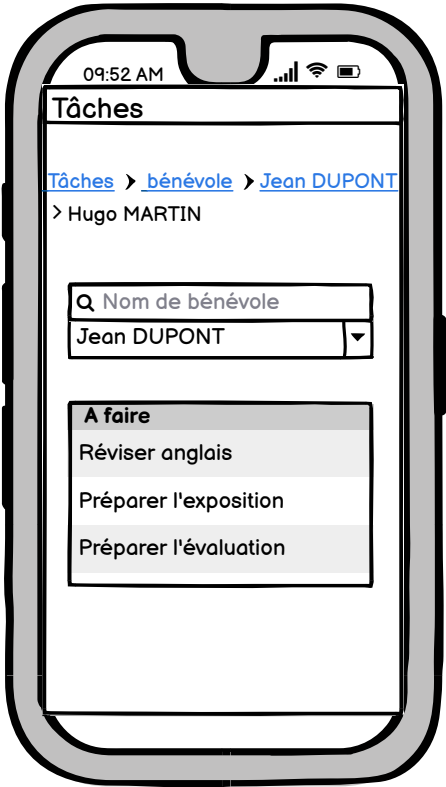 09:52 AM
Tâches
Tâches > bénévole > Jean DUPONT
> Hugo MARTIN
Nom de bénévole
Jean DUPONT
A faire
Réviser anglais
Préparer l'exposition
Préparer l'évaluation